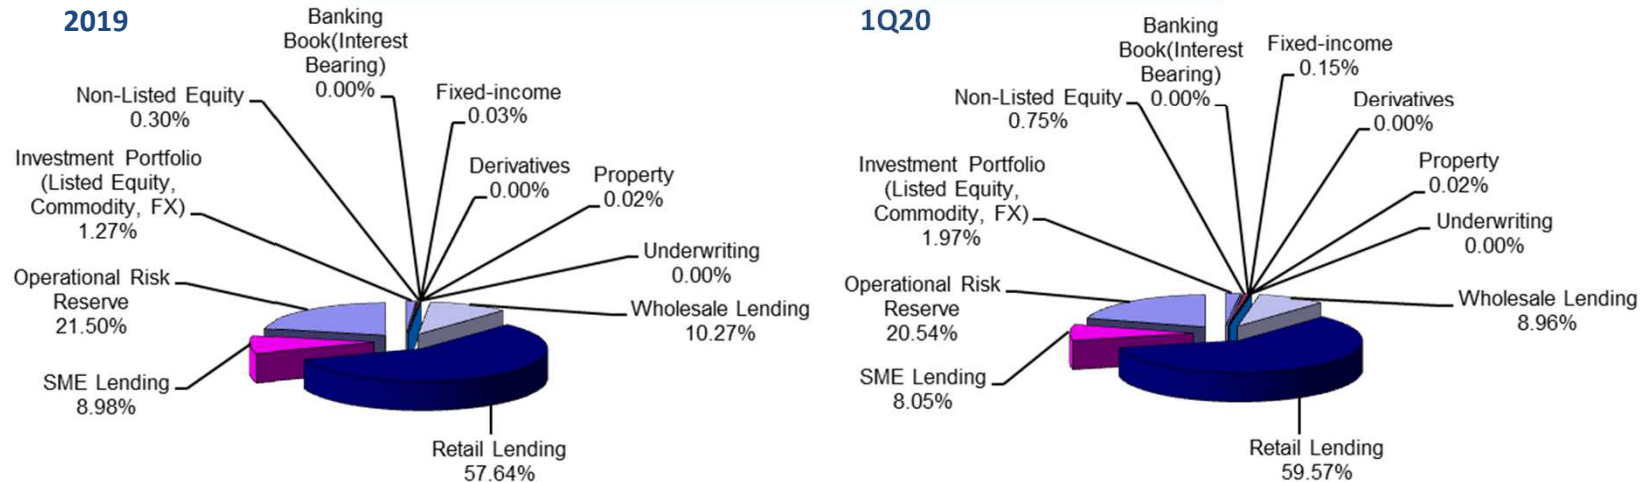 2019
Banking
Book(Interest
Bearing)
0.00%
Fixed-income
0.03%
Non-Listed Equity
0.30%
Derivatives
0.00%
Property
0.02%
Investment Portfolio
(Listed Equity,
Commodity, FX)
1.27%
Underwriting
0.00%
Operational Risk
Reserve
21.50%
Wholesale Lending
10.27%
SME Lending
8.98%
Retail Lending
57.64%
1Q20
Banking
Book(Interest
Bearing)
0.00%
Fixed-income
0.15%
Non-Listed Equity
0.75%
Derivatives
0.00%
Property
0.02%
Investment Portfolio
(Listed Equity,
Commodity, FX)
1.97%
Underwriting
0.00%
Operational Risk
Reserve
20.54%
Wholesale Lending
8.96%
SME Lending
8.05%
Retail Lending
59.57%